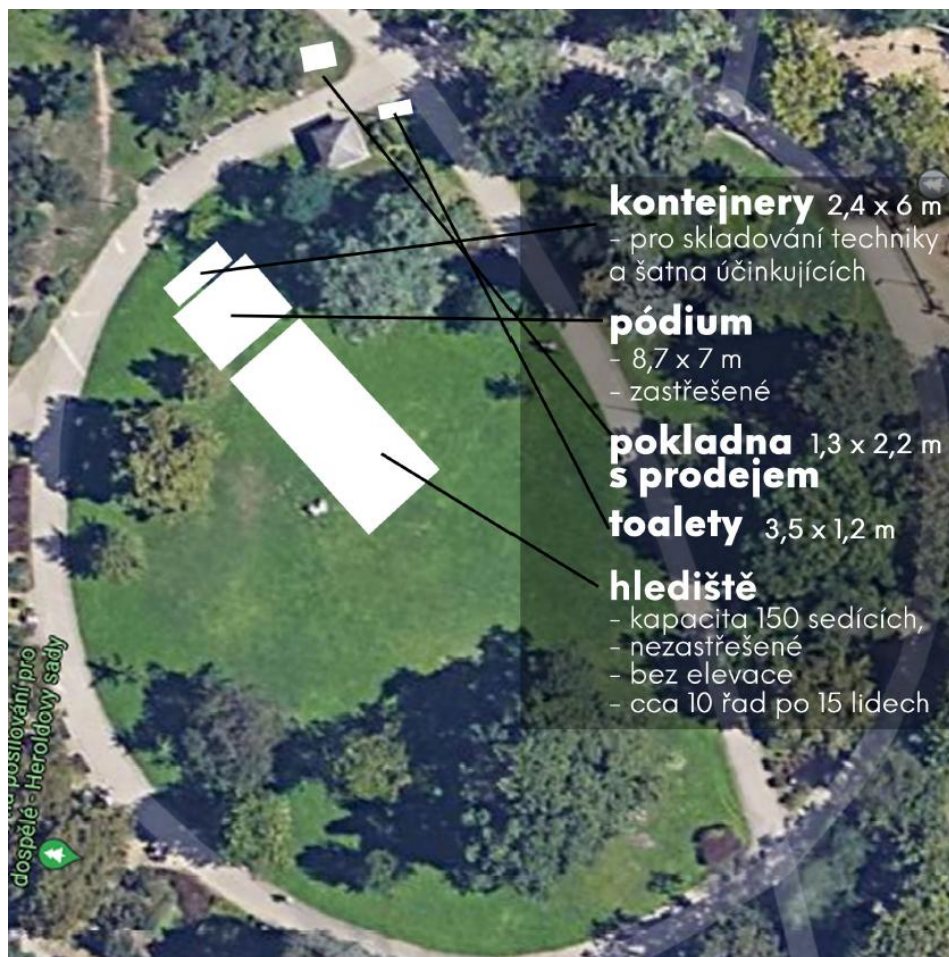 kontejnery 2,4 x 6 m
- pro skladování techniky
a šatna účinkujících
pódium
- 8,7 x 7 m
- zastřešené
pokladna 1,3 x 2,2 m
s prodejem
toalety 3,5 x 1,2 m
hlediště
- kapacita 150 sedících,
- nezastřešené
- bez elevace
- cca 10 řad po 15 lidech
posilování pro
dospělé - Heroldovy sady